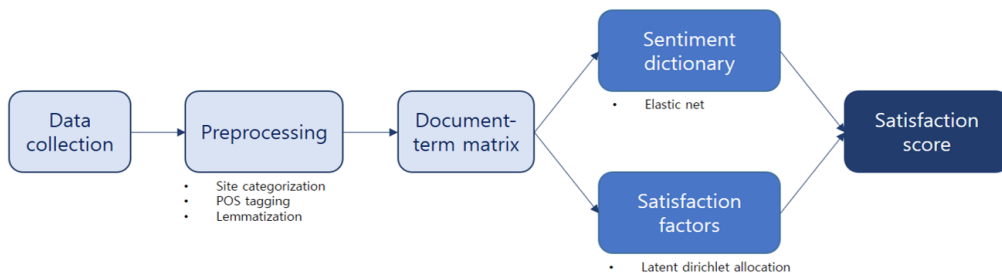 Data
collection
Preprocessing
• Site categorization
• POS tagging
• Lemmatization
Document-
term matrix
Sentiment
dictionary
• Elastic net
Satisfaction
factors
• Latent dirichlet allocation
Satisfaction
score